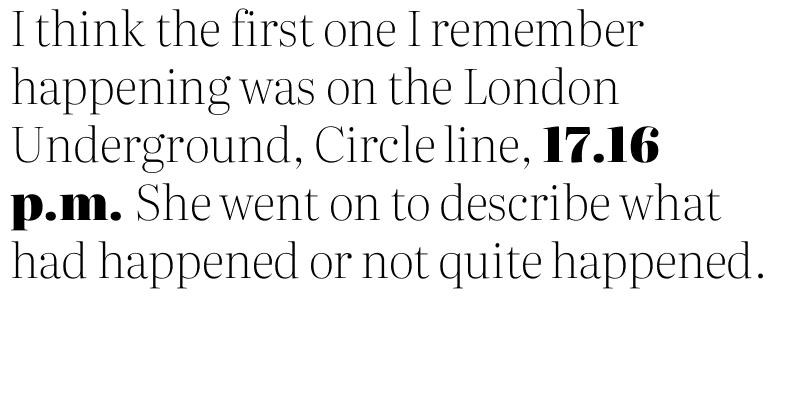 I think the first one I remember
happening was on the London
Underground, Circle line, 17.16
p.m. She went on to describe what
had happened or not quite happened.